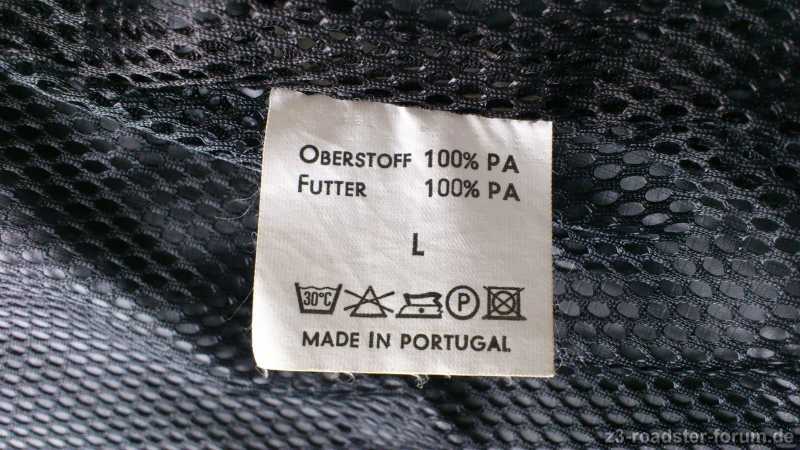 OBERSTOFF 100% PA
FUTTER 100% PA
L
30°C P
MADE IN PORTUGAL
z3-roadster-forum.de